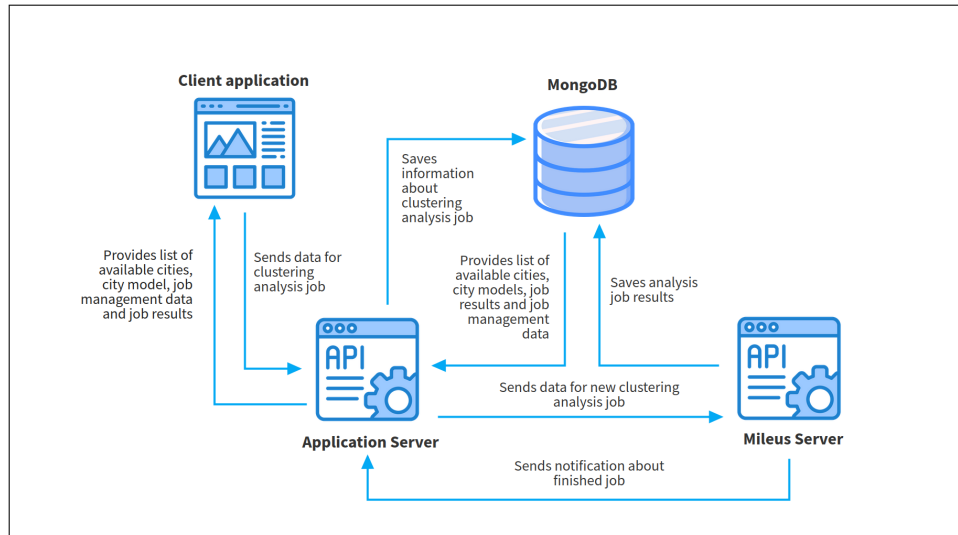 Client application
MongoDB
Saves
information
about
clustering
analysis job
Provides list of
available cities,
city model, job
management data
and job results
Sends data for
clustering
analysis job
Provides list of
available cities,
city models, job
results and job
management
data
Saves analysis
job results
API
API
Sends data for new clustering
analysis job
Application Server
Mileus Server
Sends notification about
finished job